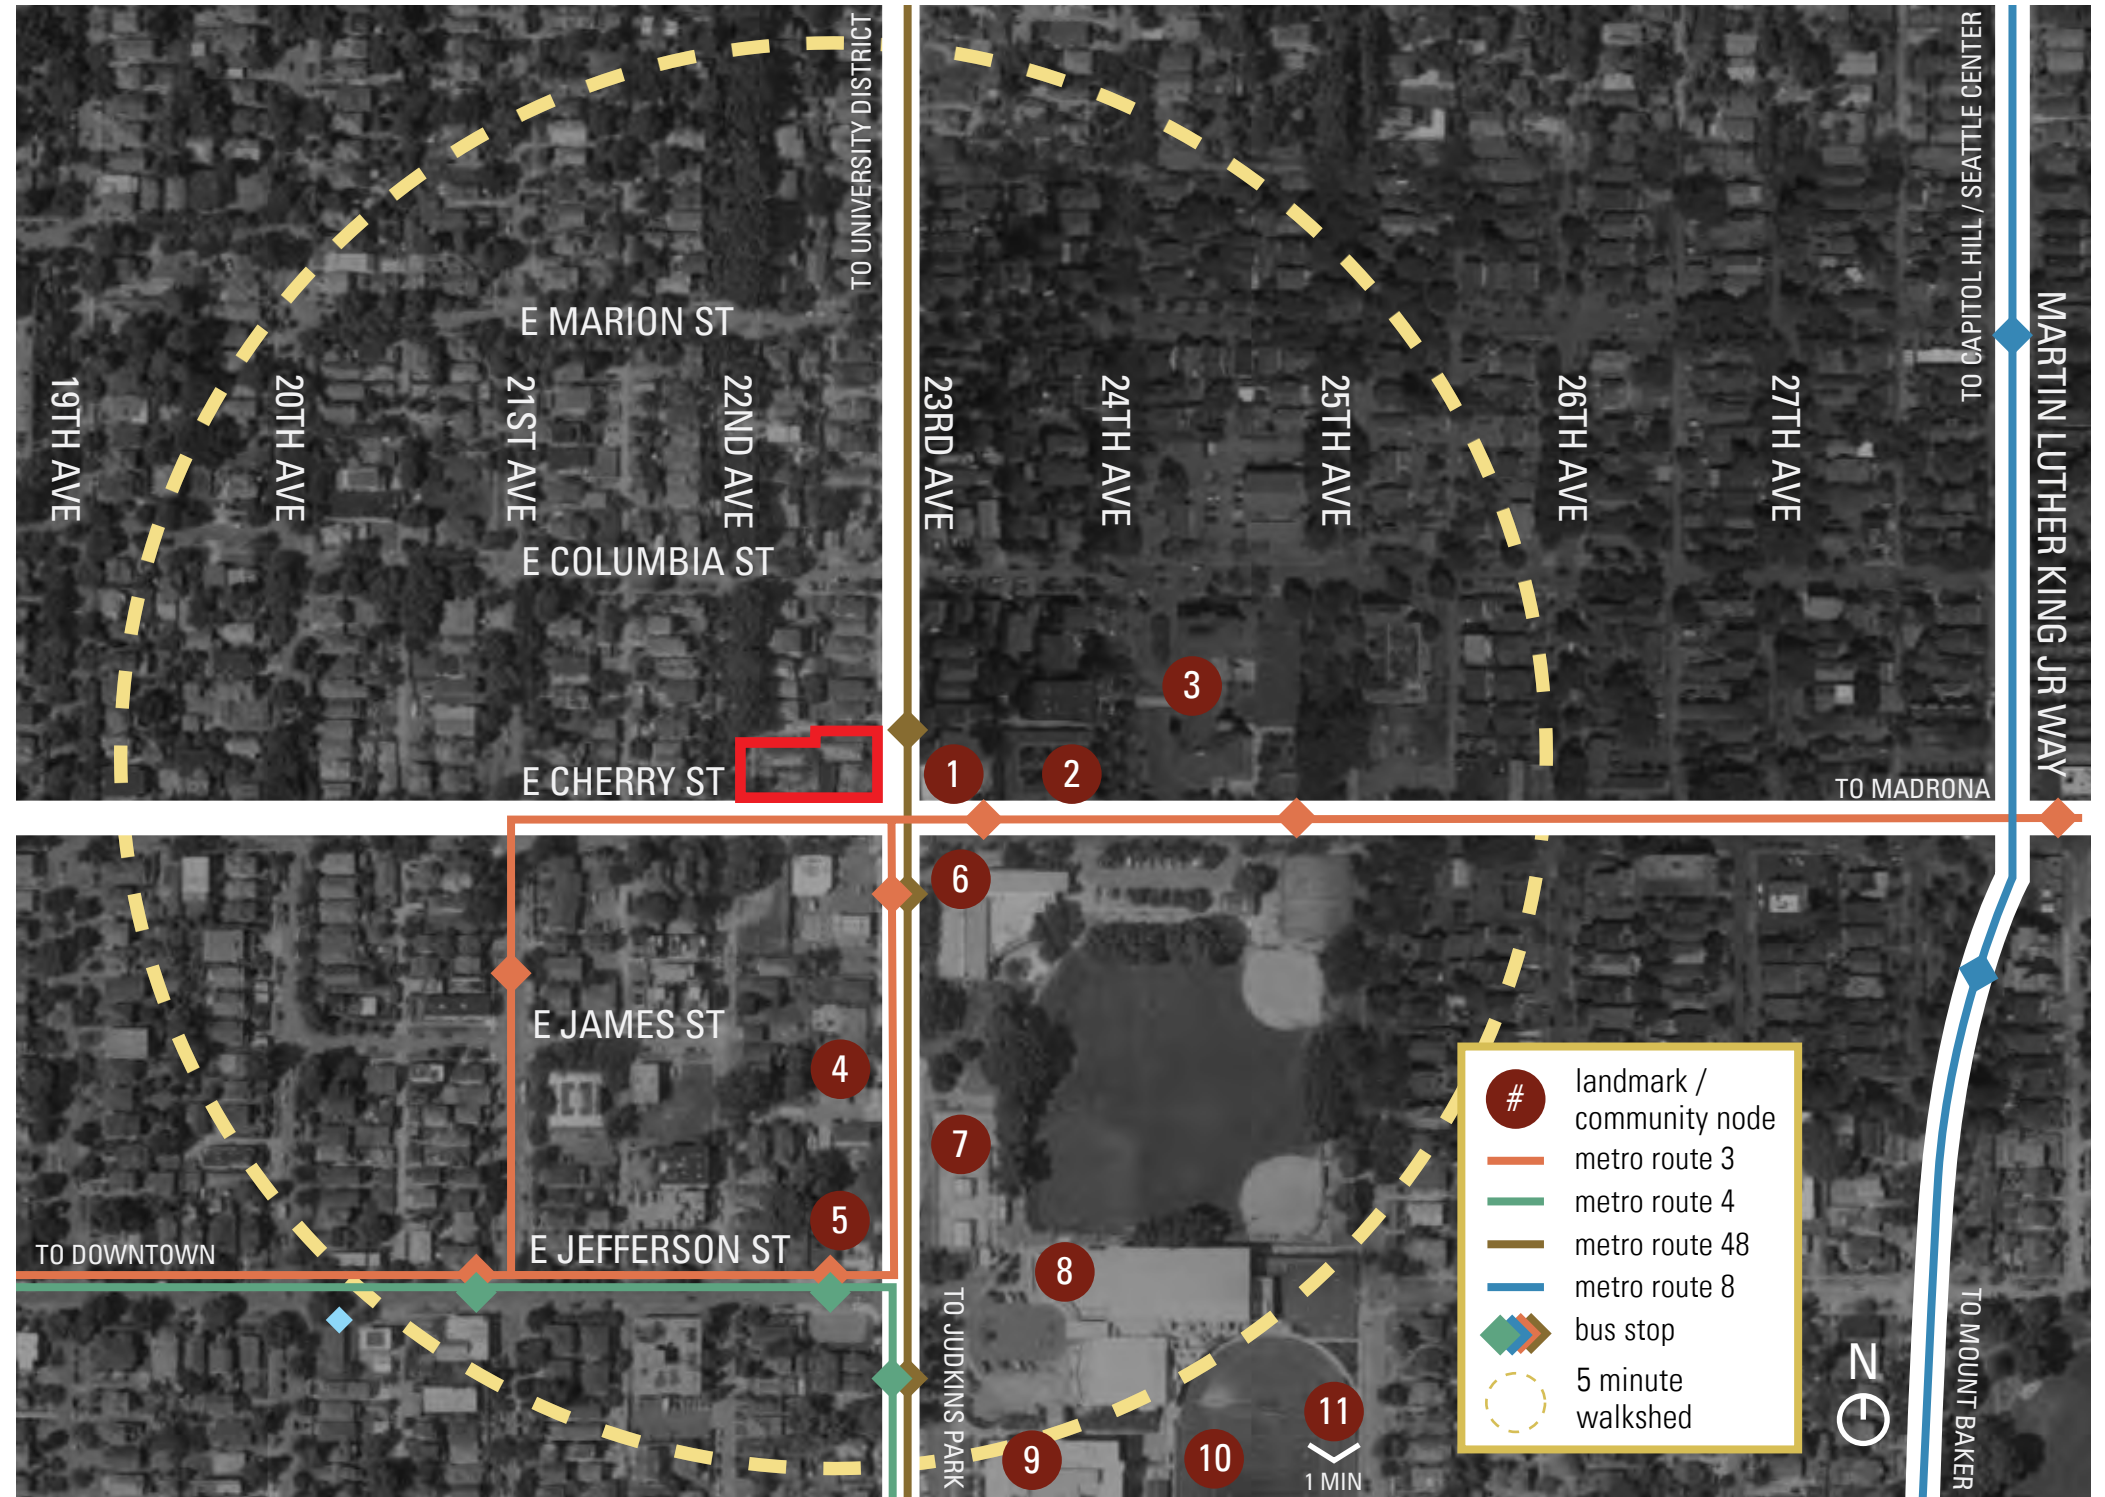 TO UNIVERSITY DISTRICT
TO CAPITOL HILL / SEATTLE CENTER
E MARION ST
MARTIN LUTHER KING JR WAY
19TH AVE
20TH AVE
21ST AVE
22ND AVE
23RD AVE
24TH AVE
25TH AVE
26TH AVE
27TH AVE
E COLUMBIA ST
3
E CHERRY ST
1
2
TO MADRONA
6
E JAMES ST
4
7
5
E JEFFERSON ST
TO DOWNTOWN
8
TO JUDKINS PARK
9
10
11
1 MIN
#
landmark /
community node
metro route 3
metro route 4
metro route 48
metro route 8
bus stop
5 minute
walkshed
N
TO MOUNT BAKER